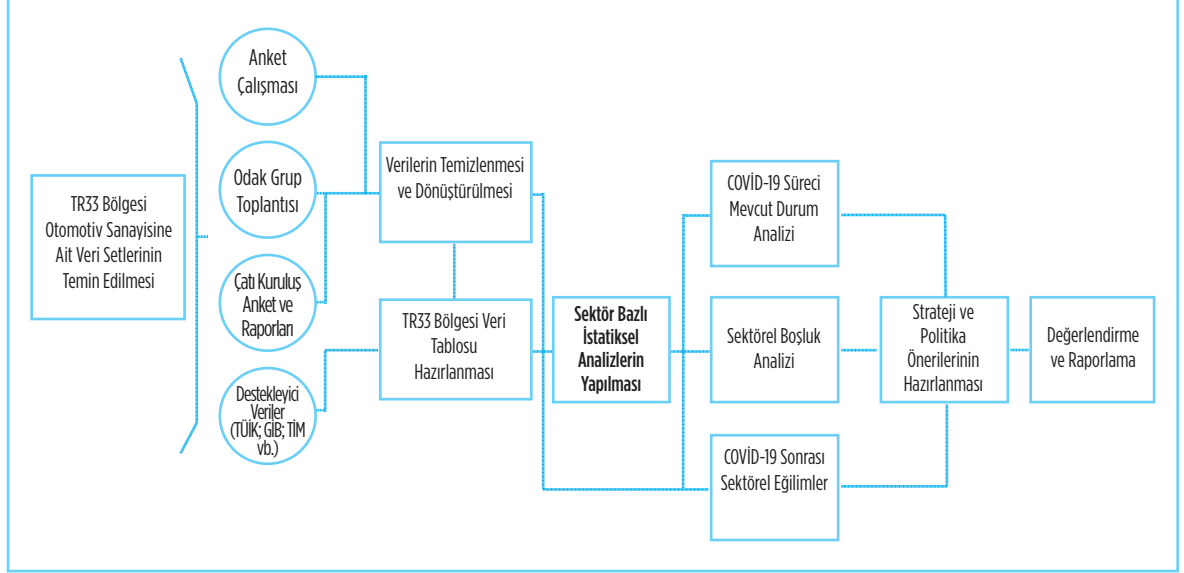 TR33 Bölgesi
Otomotiv Sanayisine
Ait Veri Setlerinin
Temin Edilmesi
Anket
Çalışması
Odak Grup
Toplantısı
Çatı Kuruluş
Anket ve
Raporları
Destekleyici
Veriler
(TÜİK; GİB; TİM
vb.)
Verilerin Temizlenmesi
ve Dönüştürülmesi
TR33 Bölgesi Veri
Tablosu
Hazırlanması
Sektör Bazlı
İstatiksel
Analizlerin
Yapılması
COVİD-19 Süreci
Mevcut Durum
Analizi
Sektörel Boşluk
Analizi
COVİD-19 Sonrası
Sektörel Eğilimler
Strateji ve
Politika
Önerilerinin
Hazırlanması
Değerlendirme
ve Raporlama